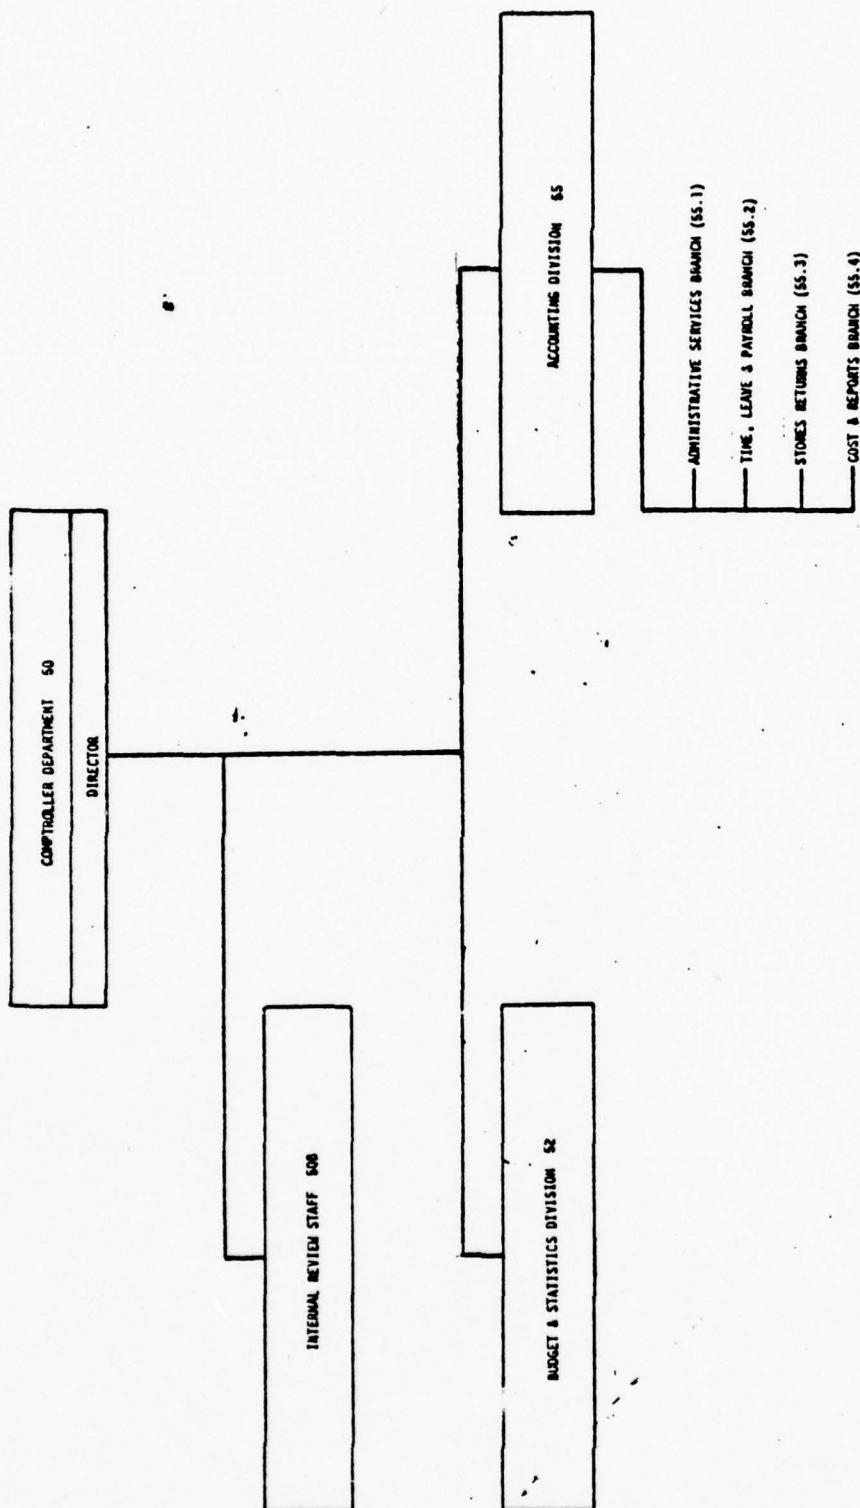 COMPTROLLER DEPARTMENT 50
DIRECTOR
INTERNAL REVIEW STAFF 50B
BUDGET & STATISTICS DIVISION 52
ACCOUNTING DIVISION 55
ADMINISTRATIVE SERVICES BRANCH (55.1)
TIME, LEAVE & PAYROLL BRANCH (55.2)
STORES RETURNS BRANCH (55.3)
COST & REPORTS BRANCH (55.4)